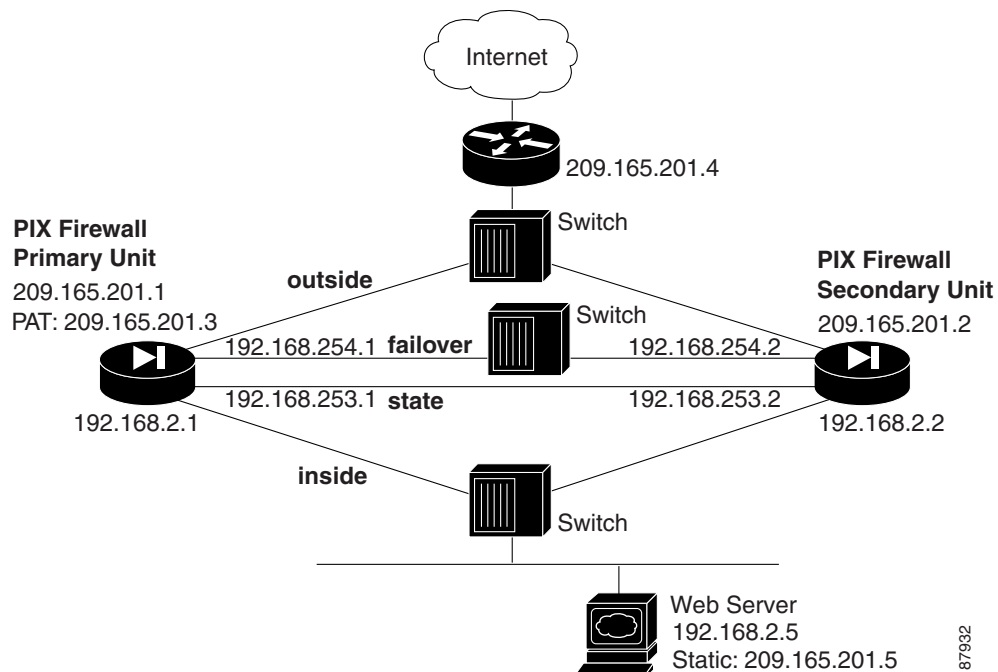 Internet
209.165.201.4
Switch
PIX Firewall
Primary Unit
209.165.201.1
PAT: 209.165.201.3
outside
PIX Firewall
Secondary Unit
209.165.201.2
Switch
192.168.254.1 failover 192.168.254.2
192.168.253.1 state 192.168.253.2
192.168.2.1
192.168.2.2
inside
Switch
Web Server
192.168.2.5
Static: 209.165.201.5
87932